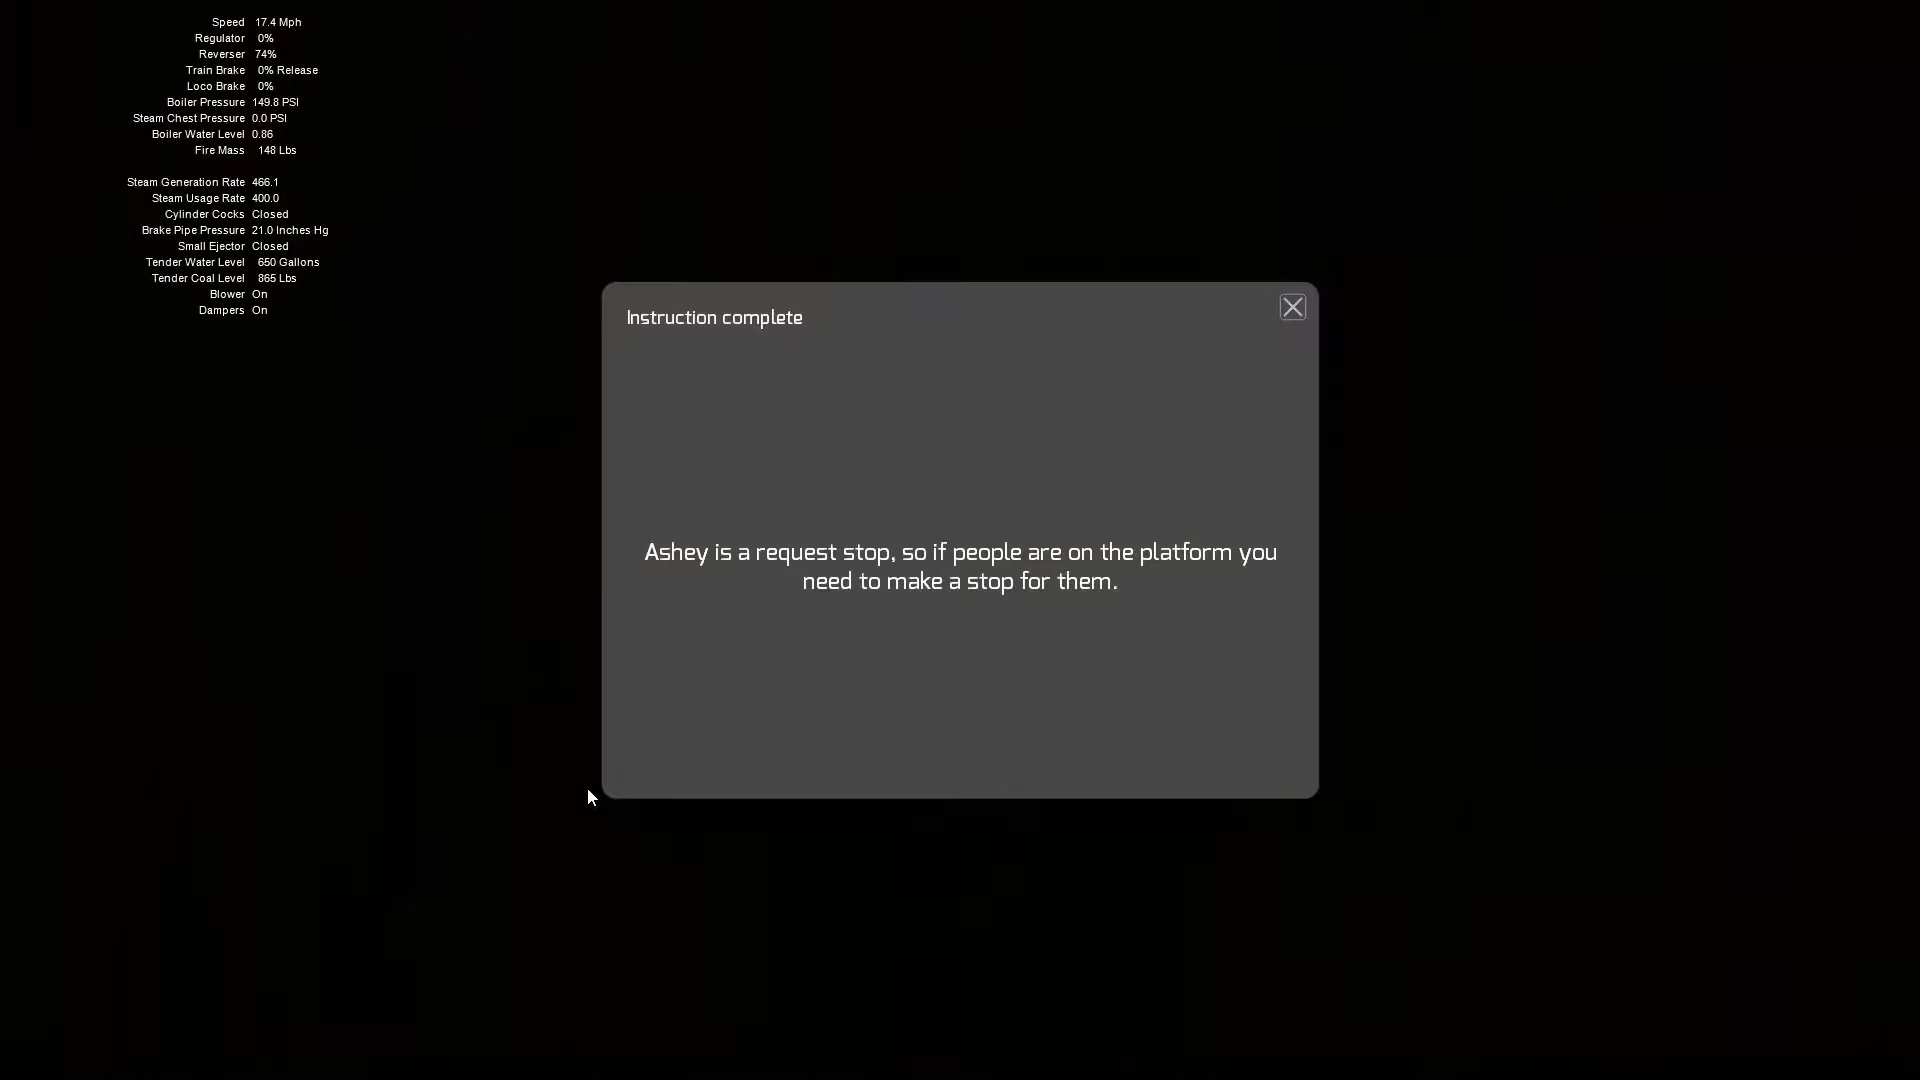 Speed 17.4 Mph
Regulator 0%
Reverser 74%
Train Brake 0% Release
Loco Brake 0%
Boiler Pressure 149.8 PSI
Steam Chest Pressure 0.0 PSI
Boiler Water Level 0.86
Fire Mass 148 Lbs
Steam Generation Rate 466.1
Steam Usage Rate 400.0
Cylinder Cocks Closed
Brake Pipe Pressure 21.0 Inches Hg
Small Ejector Closed
Tender Water Level 650 Gallons
Tender Coal Level 865 Lbs
Blower On
Dampers On
Instruction complete
Ashey is a request stop, so if people are on the platform you
need to make a stop for them.